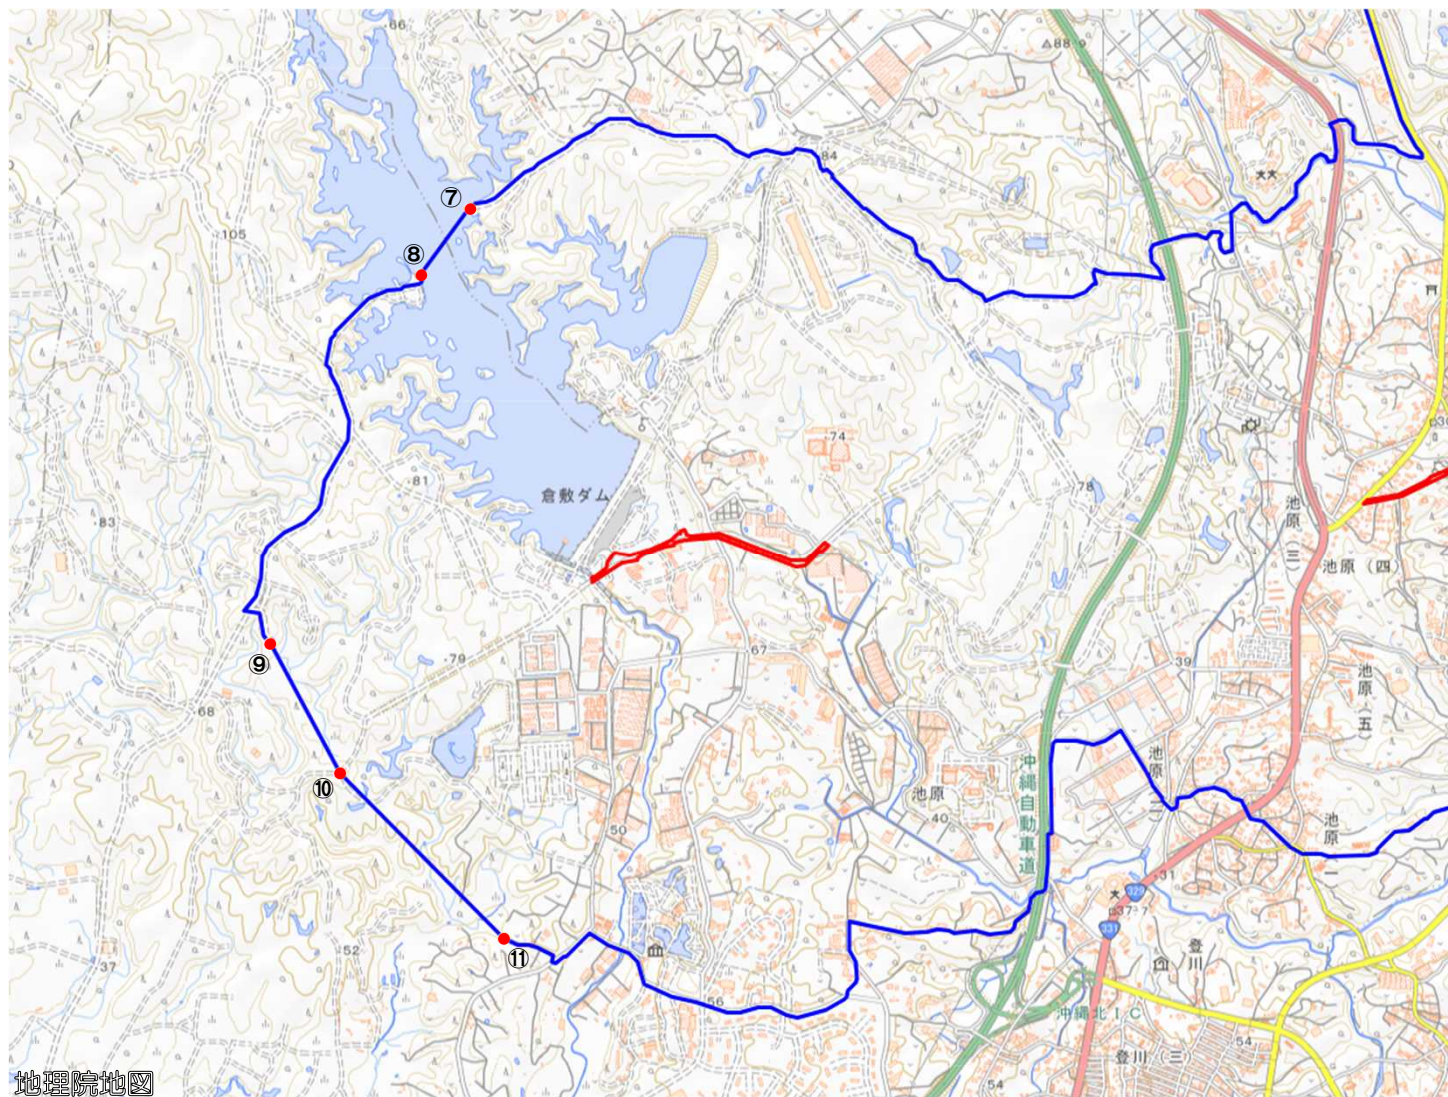 66
88.9
84
⑦
⑧
105
74
81
78
倉敷ダム
83
池原(三)
池原(四)
⑨
79
67
39
68
池原(五)
⑩
沖縄自動車道
池原(二)
池原
40
50
池原
31
329
37.7
331
52
⑪
登川
37
56
沖縄北IC
54
登川(三)
54
地理院地図